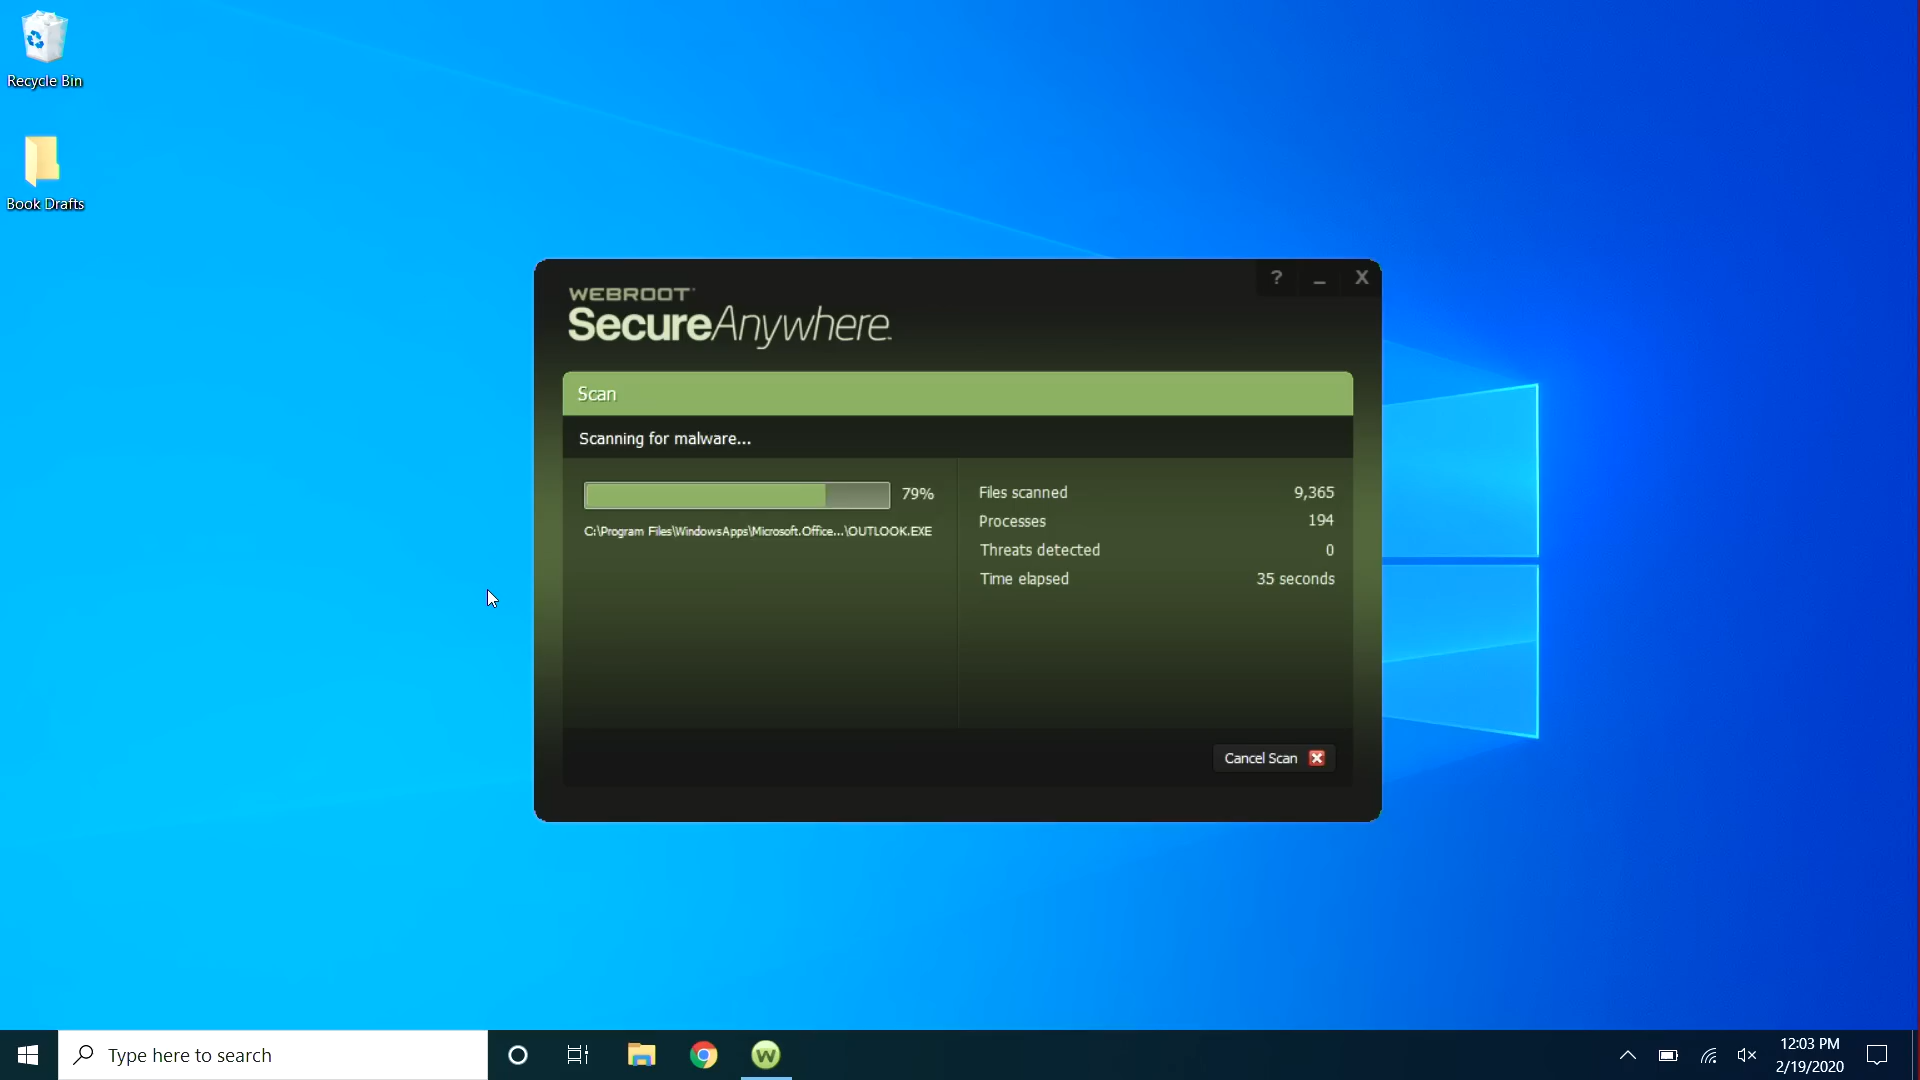 Recycle Bin
Book Drafts
? _ X
WEBROOT
SecureAnywhere
Scan
Scanning for malware...
79%
C:\Program Files\WindowsApps\Microsoft.Office...\OUTLOOK.EXE
Files scanned 9,365
Processes 194
Threats detected 0
Time elapsed 35 seconds
Cancel Scan
Type here to search
W
12:03 PM
2/19/2020